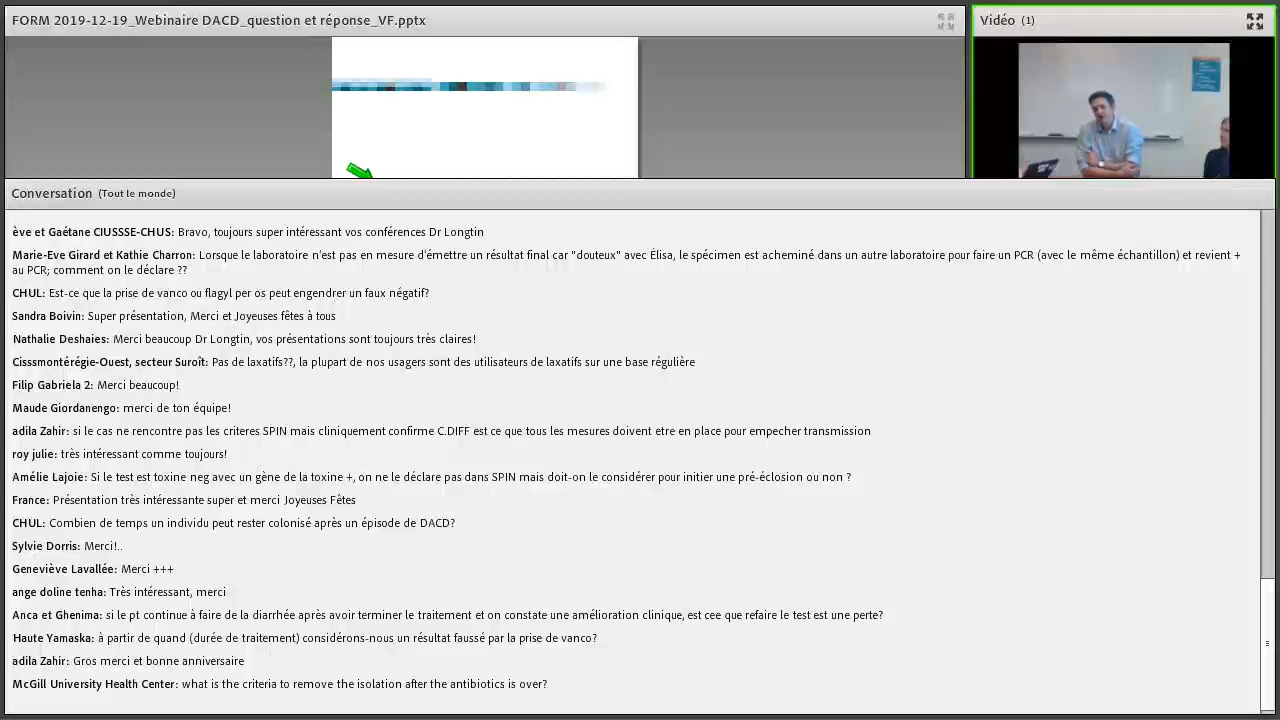 FORM 2019-12-19_Webinaire DACD_question et réponse_VF.pptx
Vidéo (1)
Conversation (Tout le monde)
ève et Gaétane CIUSSSE-CHUS: Bravo, toujours super intéressant vos conférences Dr Longtin
Marie-Eve Girard et Kathie Charron: Lorsque le laboratoire n'est pas en mesure d'émettre un résultat final car "douteux" avec Élisa, le spécimen est acheminé dans un autre laboratoire pour faire un PCR (avec le même échantillon) et revient +
au PCR; comment on le déclare ??
CHUL: Est-ce que la prise de vanco ou flagyl per os peut engendrer un faux négatif?
Sandra Boivin: Super présentation, Merci et Joyeuses fêtes à tous
Nathalie Deshaies: Merci beaucoup Dr Longtin, vos présentations sont toujours très claires!
Cisssmontérégie-Ouest, secteur Suroît: Pas de laxatifs??, la plupart de nos usagers sont des utilisateurs de laxatifs sur une base régulière
Filip Gabriela 2: Merci beaucoup!
Maude Giordanengo: merci de ton équipe!
adila Zahir: si le cas ne rencontre pas les criteres SPIN mais cliniquement confirme C.DIFF est ce que tous les mesures doivent etre en place pour empecher transmission
roy julie: très intéressant comme toujours!
Amélie Lajoie: Si le test est toxine neg avec un gène de la toxine +, on ne le déclare pas dans SPIN mais doit-on le considérer pour initier une pré-éclosion ou non ?
France: Présentation très intéressante super et merci Joyeuses Fêtes
CHUL: Combien de temps un individu peut rester colonisé après un épisode de DACD?
Sylvie Dorris: Merci!..
Geneviève Lavallée: Merci +++
ange doline tenha: Très intéressant, merci
Anca et Ghenima: si le pt continue à faire de la diarrhée après avoir terminer le traitement et on constate une amélioration clinique, est cee que refaire le test est une perte?
Haute Yamaska: à partir de quand (durée de traitement) considérons-nous un résultat faussé par la prise de vanco?
adila Zahir: Gros merci et bonne anniversaire
McGill University Health Center: what is the criteria to remove the isolation after the antibiotics is over?